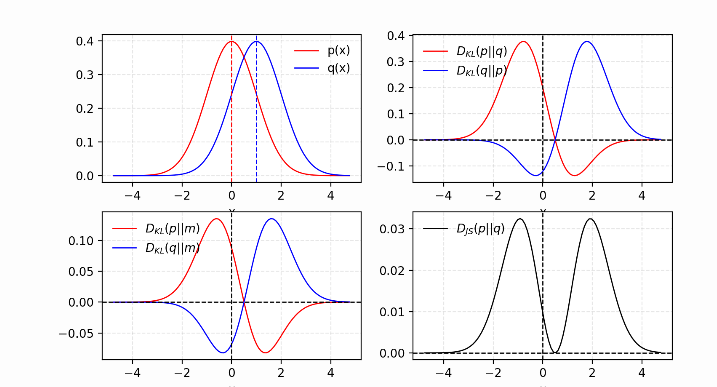 0.4
0.3
0.2
0.1
0.0
p(x)
q(x)
−4 −2 0 2 4
0.4
0.3
0.2
0.1
0.0
−0.1
D_KL(p||q)
D_KL(q||p)
−4 −2 0 2 4
0.10
0.05
0.00
−0.05
D_KL(p||m)
D_KL(q||m)
−4 −2 0 2 4
0.03
0.02
0.01
0.00
D_JS(p||q)
−4 −2 0 2 4